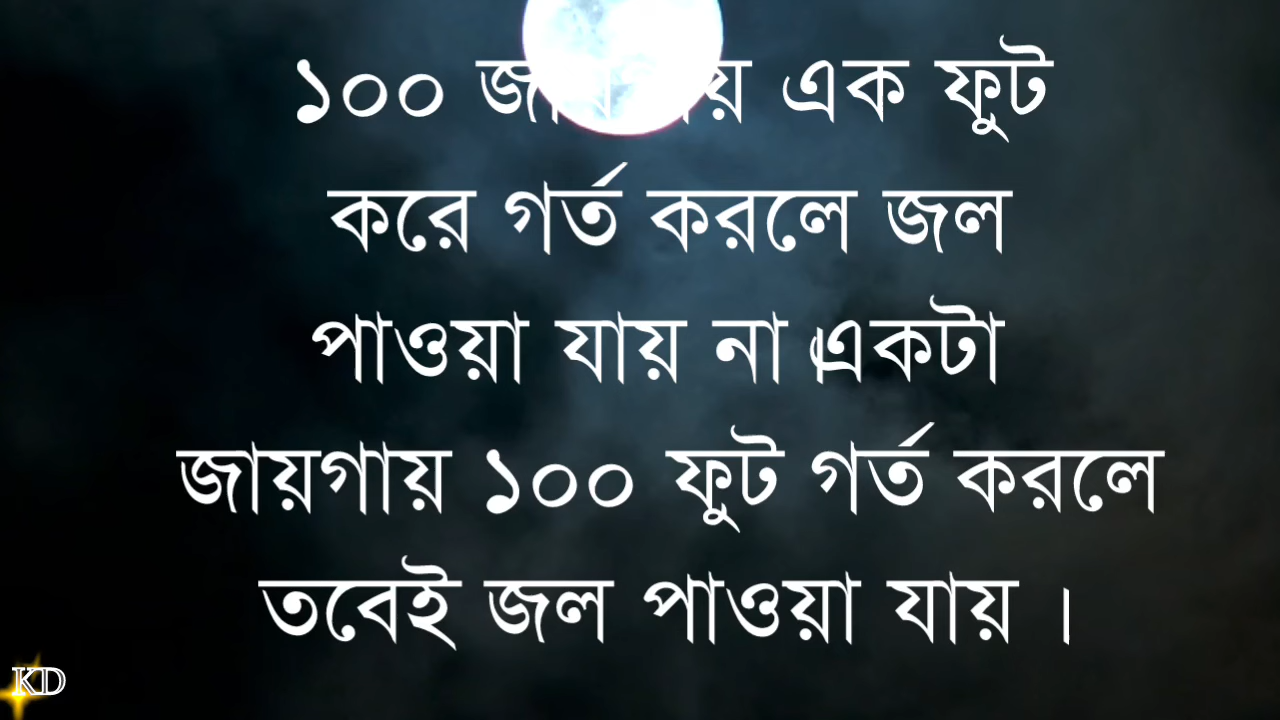 ১০০ জায়গায় এক ফুট
করে গর্ত করলে জল
পাওয়া যায় না।একটা
জায়গায় ১০০ ফুট গর্ত করলে
তবেই জল পাওয়া যায় ।
KD